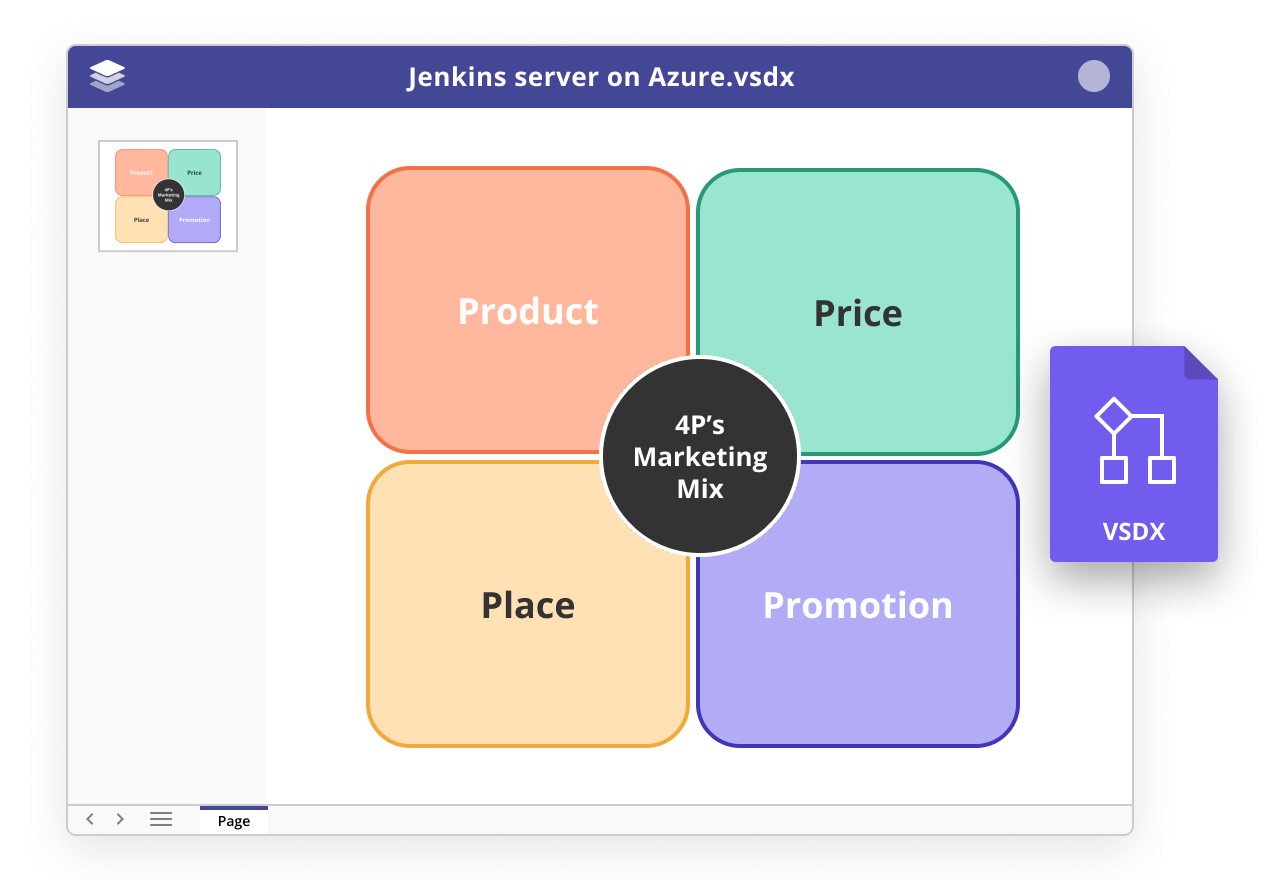 Jenkins server on Azure.vsdx
Product
Price
4P's
Marketing
Mix
Place
Promotion
Product
Price
4P’s
Marketing
Mix
Place
Promotion
VSDX
Page